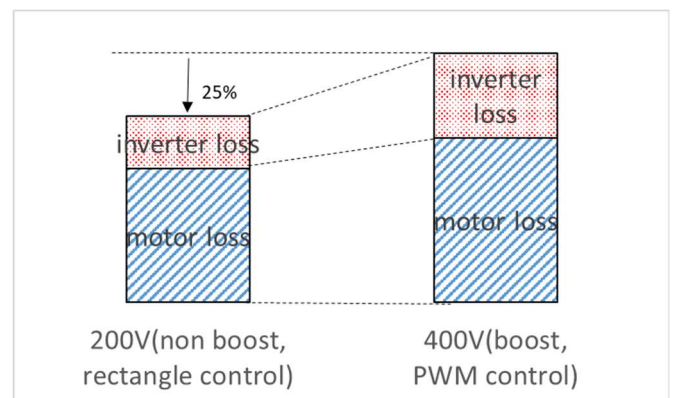 25%
inverter loss
motor loss
inverter
loss
motor loss
200V(non boost,
rectangle control)
400V(boost,
PWM control)